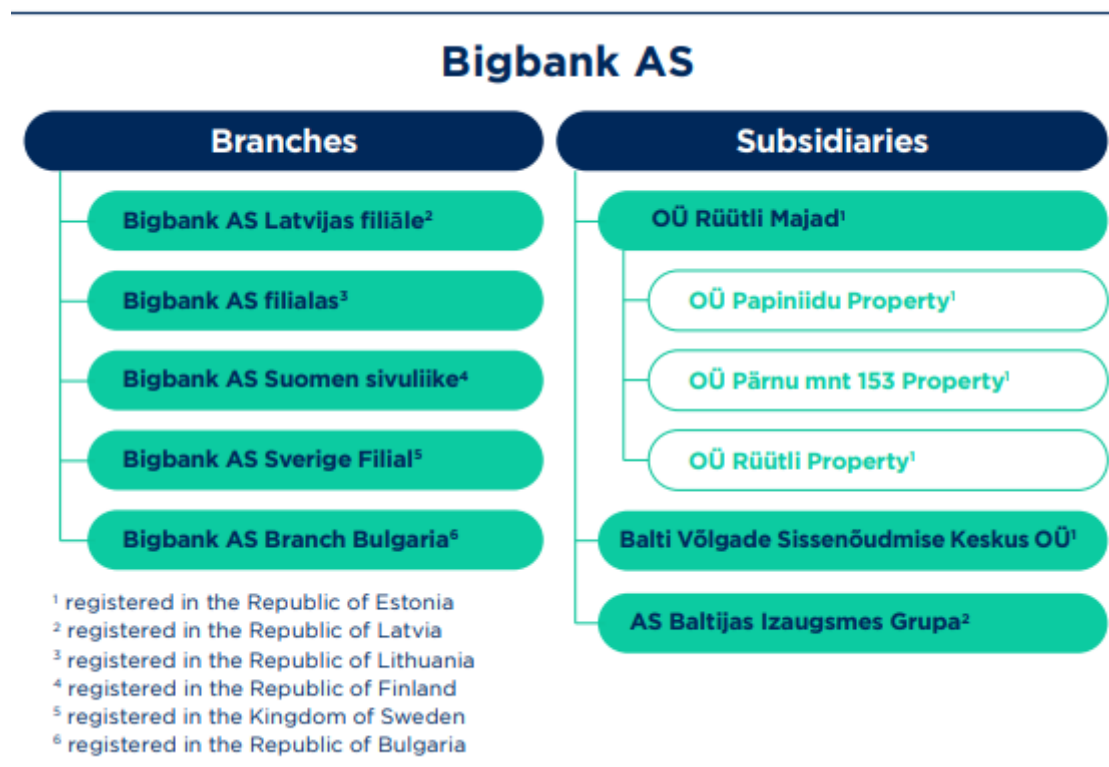 Bigbank AS
Branches
Bigbank AS Latvijas filiāle²
Bigbank AS filialas³
Bigbank AS Suomen sivuliike⁴
Bigbank AS Sverige Filial⁵
Bigbank AS Branch Bulgaria⁶
Subsidiaries
OÜ Rüütli Majad¹
OÜ Papiniidu Property¹
OÜ Pärnu mnt 153 Property¹
OÜ Rüütli Property¹
Balti Võlgade Sissenõudmise Keskus OÜ¹
AS Baltijas Izaugsmes Grupa²
¹ registered in the Republic of Estonia
² registered in the Republic of Latvia
³ registered in the Republic of Lithuania
⁴ registered in the Republic of Finland
⁵ registered in the Kingdom of Sweden
⁶ registered in the Republic of Bulgaria